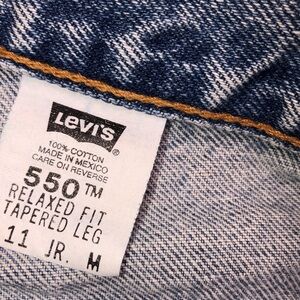 LEVI'S ®
100% COTTON
MADE IN MEXICO
CARE ON REVERSE
550™
RELAXED FIT
TAPERED LEG
11 JR. M